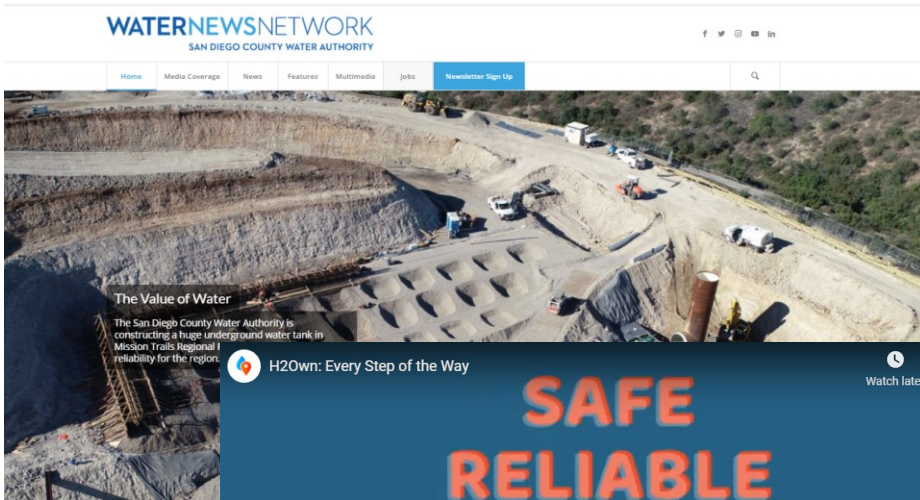 WATERNEWSNETWORK
SAN DIEGO COUNTY WATER AUTHORITY
Home Media Coverage News Features Multimedia Jobs Newsletter Sign Up
The Value of Water
The San Diego County Water Authority is
constructing a huge underground water tank in
Mission Trails Regional
reliability for the region.
H2Own: Every Step of the Way
Watch late
SAFE
RELIABLE